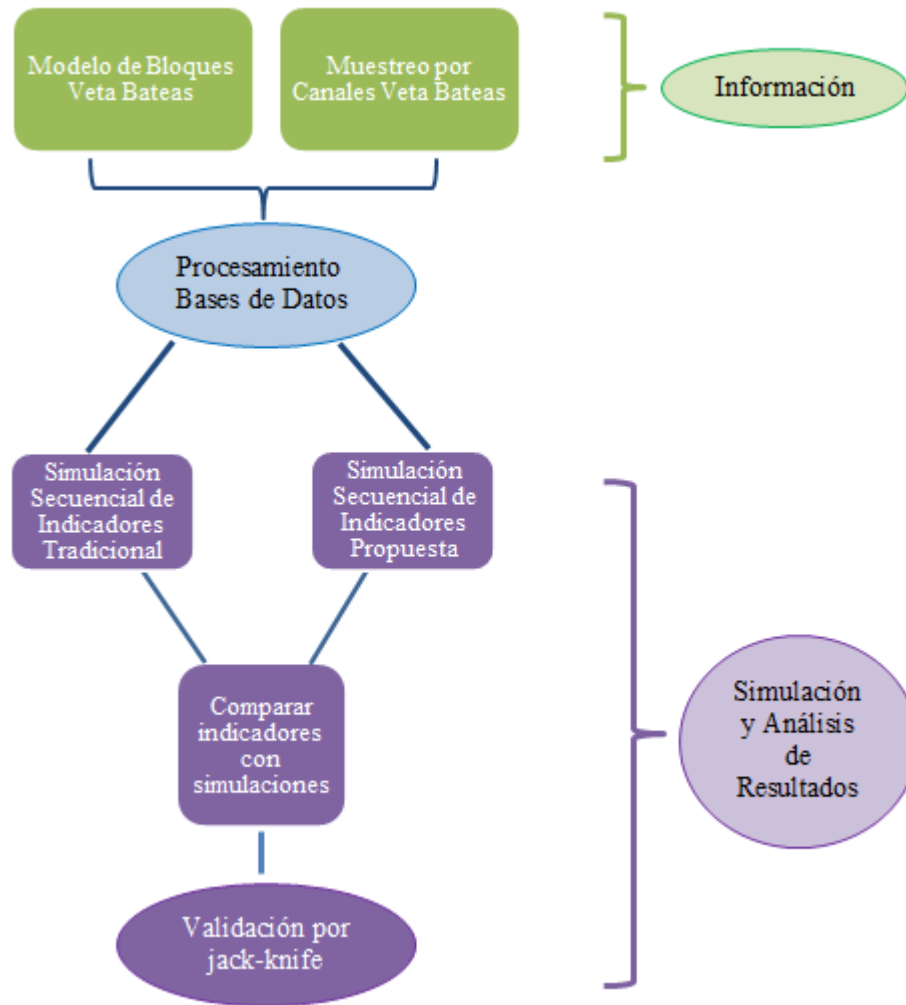 Modelo de Bloques
Veta Bateas
Muestreo por
Canales Veta Bateas
Información
Procesamiento
Bases de Datos
Simulación
Secuencial de
Indicadores
Tradicional
Simulación
Secuencial de
Indicadores
Propuesta
Comparar
indicadores
con
simulaciones
Simulación
y Análisis
de
Resultados
Validación por
jack-knife